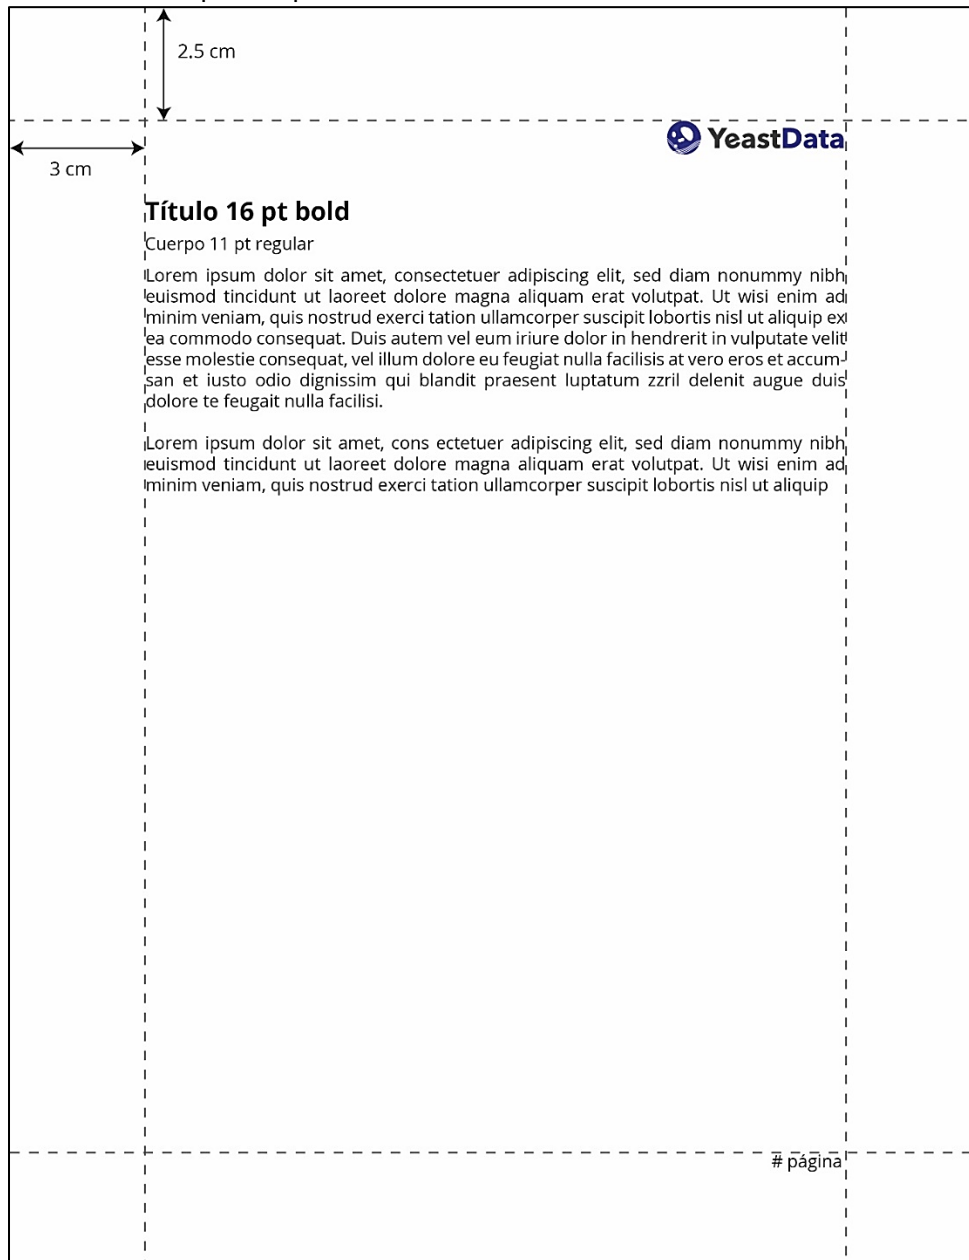 2.5 cm
YeastData
3 cm
Título 16 pt bold
Cuerpo 11 pt regular
Lorem ipsum dolor sit amet, consectetuer adipiscing elit, sed diam nonummy nibh
euismod tincidunt ut laoreet dolore magna aliquam erat volutpat. Ut wisi enim ad
minim veniam, quis nostrud exerci tation ullamcorper suscipit lobortis nisl ut aliquip ex
ea commodo consequat. Duis autem vel eum iriure dolor in hendrerit in vulputate velit
esse molestie consequat, vel illum dolore eu feugiat nulla facilisis at vero eros et accum-
san et iusto odio dignissim qui blandit praesent luptatum zzril delenit augue duis
dolore te feugait nulla facilisi.
Lorem ipsum dolor sit amet, cons ectetuer adipiscing elit, sed diam nonummy nibh
euismod tincidunt ut laoreet dolore magna aliquam erat volutpat. Ut wisi enim ad
minim veniam, quis nostrud exerci tation ullamcorper suscipit lobortis nisl ut aliquip
# página